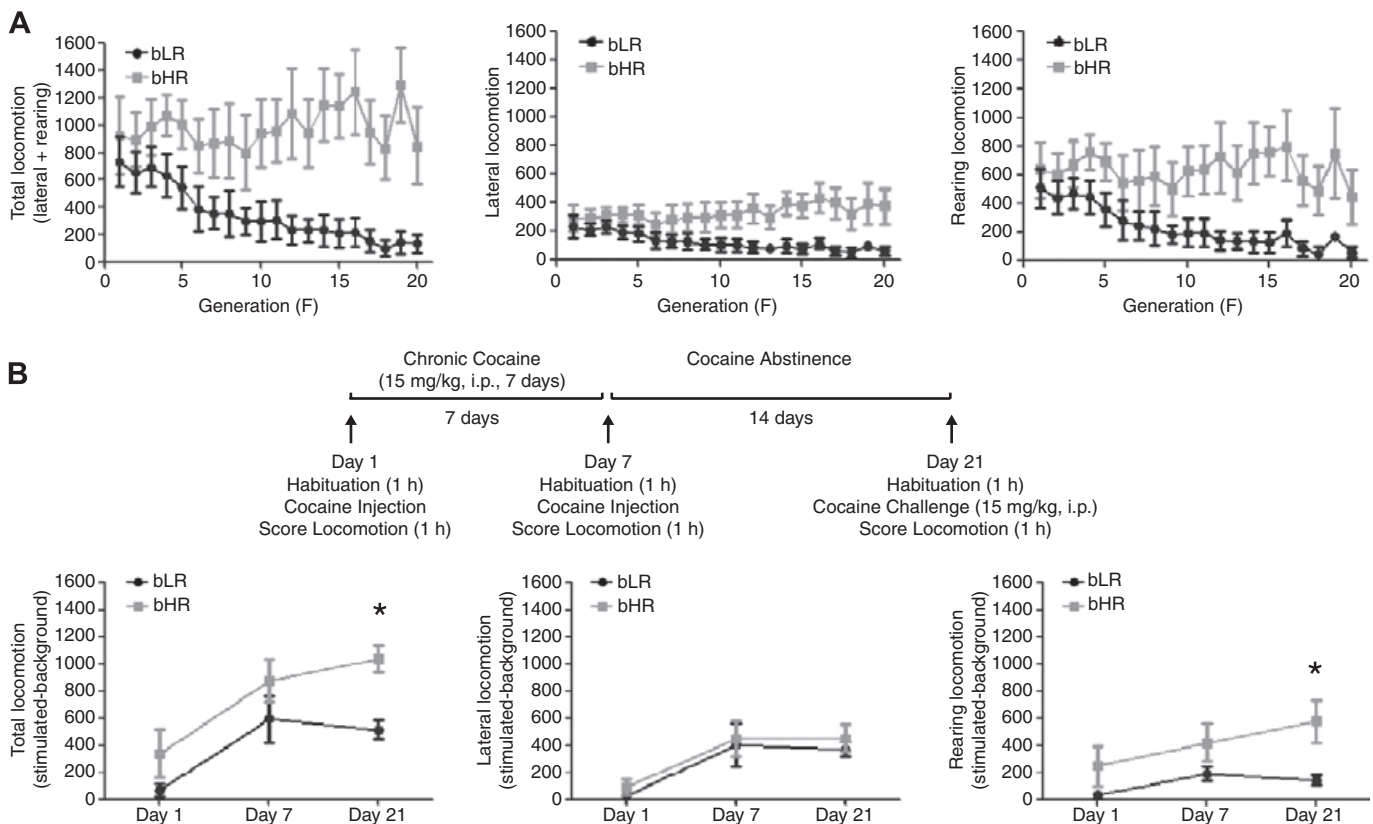 A
Total locomotion
(lateral + rearing)
1600
1400
1200
1000
800
600
400
200
0
bLR
bHR
0 5 10 15 20
Generation (F)
Lateral locomotion
1600
1400
1200
1000
800
600
400
200
0
bLR
bHR
0 5 10 15 20
Generation (F)
Rearing locomotion
1600
1400
1200
1000
800
600
400
200
0
bLR
bHR
0 5 10 15 20
Generation (F)
B
Chronic Cocaine
(15 mg/kg, i.p., 7 days)
7 days
Cocaine Abstinence
14 days
Day 1
Habituation (1 h)
Cocaine Injection
Score Locomotion (1 h)
Day 7
Habituation (1 h)
Cocaine Injection
Score Locomotion (1 h)
Day 21
Habituation (1 h)
Cocaine Challenge (15 mg/kg, i.p.)
Score Locomotion (1 h)
Total locomotion
(stimulated-background)
1600
1400
1200
1000
800
600
400
200
0
bLR
bHR
*
Day 1 Day 7 Day 21
Lateral locomotion
(stimulated-background)
1600
1400
1200
1000
800
600
400
200
0
bLR
bHR
Day 1 Day 7 Day 21
Rearing locomotion
(stimulated-background)
1600
1400
1200
1000
800
600
400
200
0
bLR
bHR
*
Day 1 Day 7 Day 21